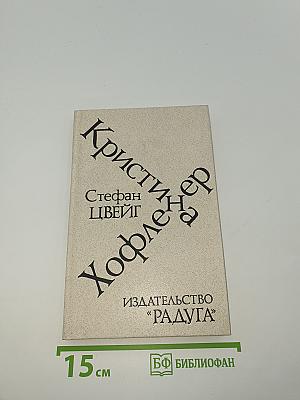 Кристина
Стефан
ЦВЕЙГ
Хофленер
ИЗДАТЕЛЬСТВО
«РАДУГА»
15 см
БФ БИБЛИОФАН